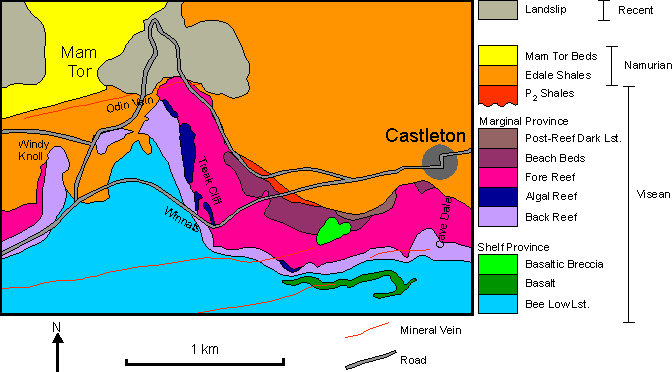 Mam
Tor
Odin Vein
Castleton
Windy
Knoll
Treak Cliff
Winnats
Cave Dale
N
1 km
Landslip
Recent
Mam Tor Beds
Edale Shales
P2 Shales
Namurian
Marginal Province
Post-Reef Dark Lst.
Beach Beds
Fore Reef
Algal Reef
Back Reef
Visean
Shelf Province
Basaltic Breccia
Basalt
Bee Low Lst.
Mineral Vein
Road